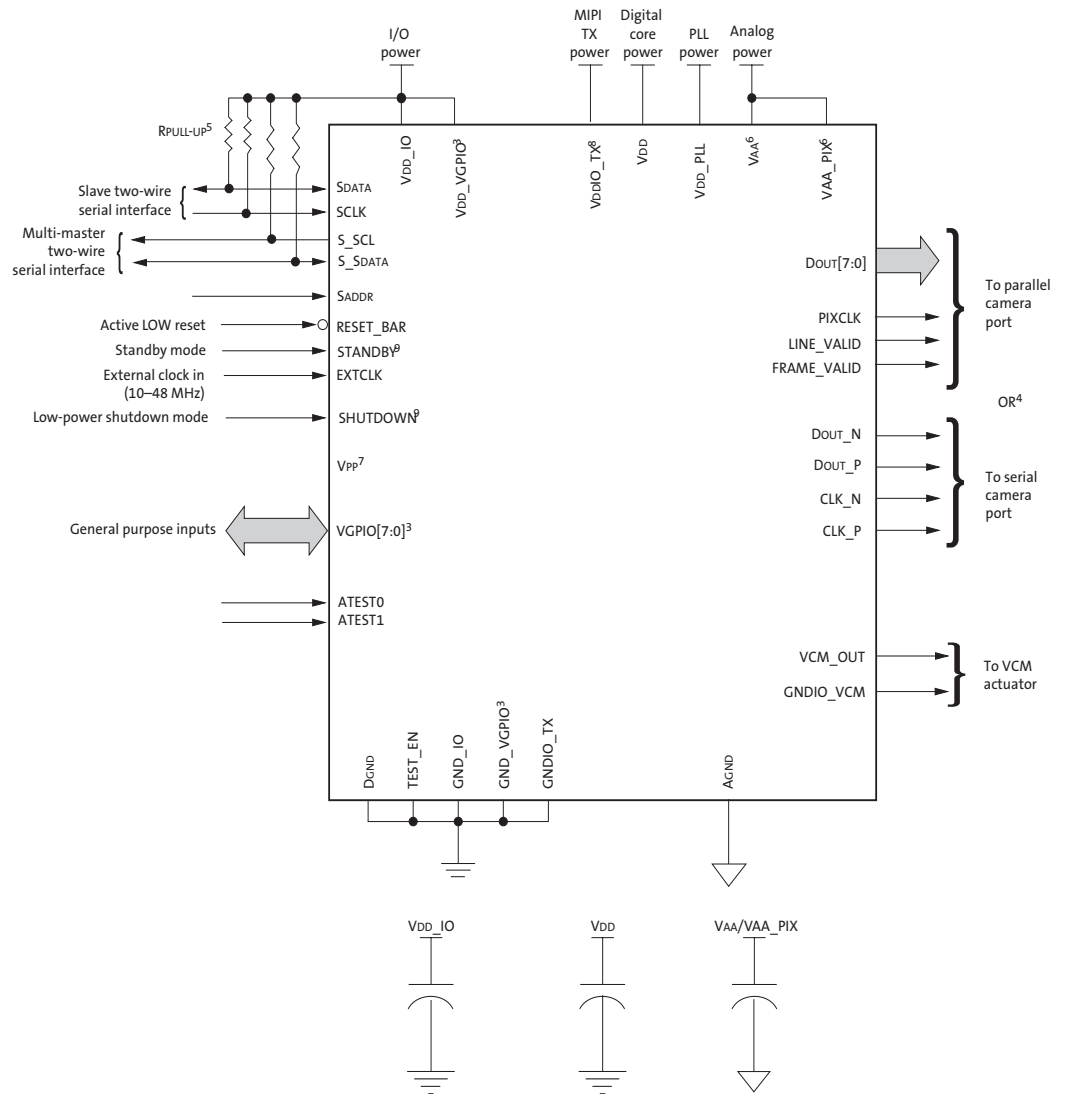 I/O
power
MIPI
TX
power
Digital
core
power
PLL
power
Analog
power
RPULL-UP5
VDD_IO
VDD_VGPIO3
VDDIO_TX8
VDD
VDD_PLL
VAA6
VAA_PIX6
Slave two-wire
serial interface
SDATA
SCLK
Multi-master
two-wire
serial interface
S_SCL
S_SDATA
SADDR
Active LOW reset
RESET_BAR
Standby mode
STANDBY9
External clock in
(10–48 MHz)
EXTCLK
Low-power shutdown mode
SHUTDOWN9
VPP7
General purpose inputs
VGPIO[7:0]3
ATEST0
ATEST1
DOUT[7:0]
PIXCLK
LINE_VALID
FRAME_VALID
To parallel
camera
port
OR4
DOUT_N
DOUT_P
CLK_N
CLK_P
To serial
camera
port
VCM_OUT
GNDIO_VCM
To VCM
actuator
DGND
TEST_EN
GND_IO
GND_VGPIO3
GNDIO_TX
AGND
VDD_IO
VDD
VAA/VAA_PIX